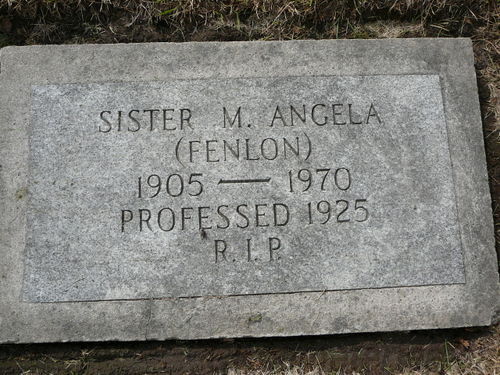 SISTER M. ANGELA
(FENLON)
1905 — 1970
PROFESSED 1925
R. I. P.